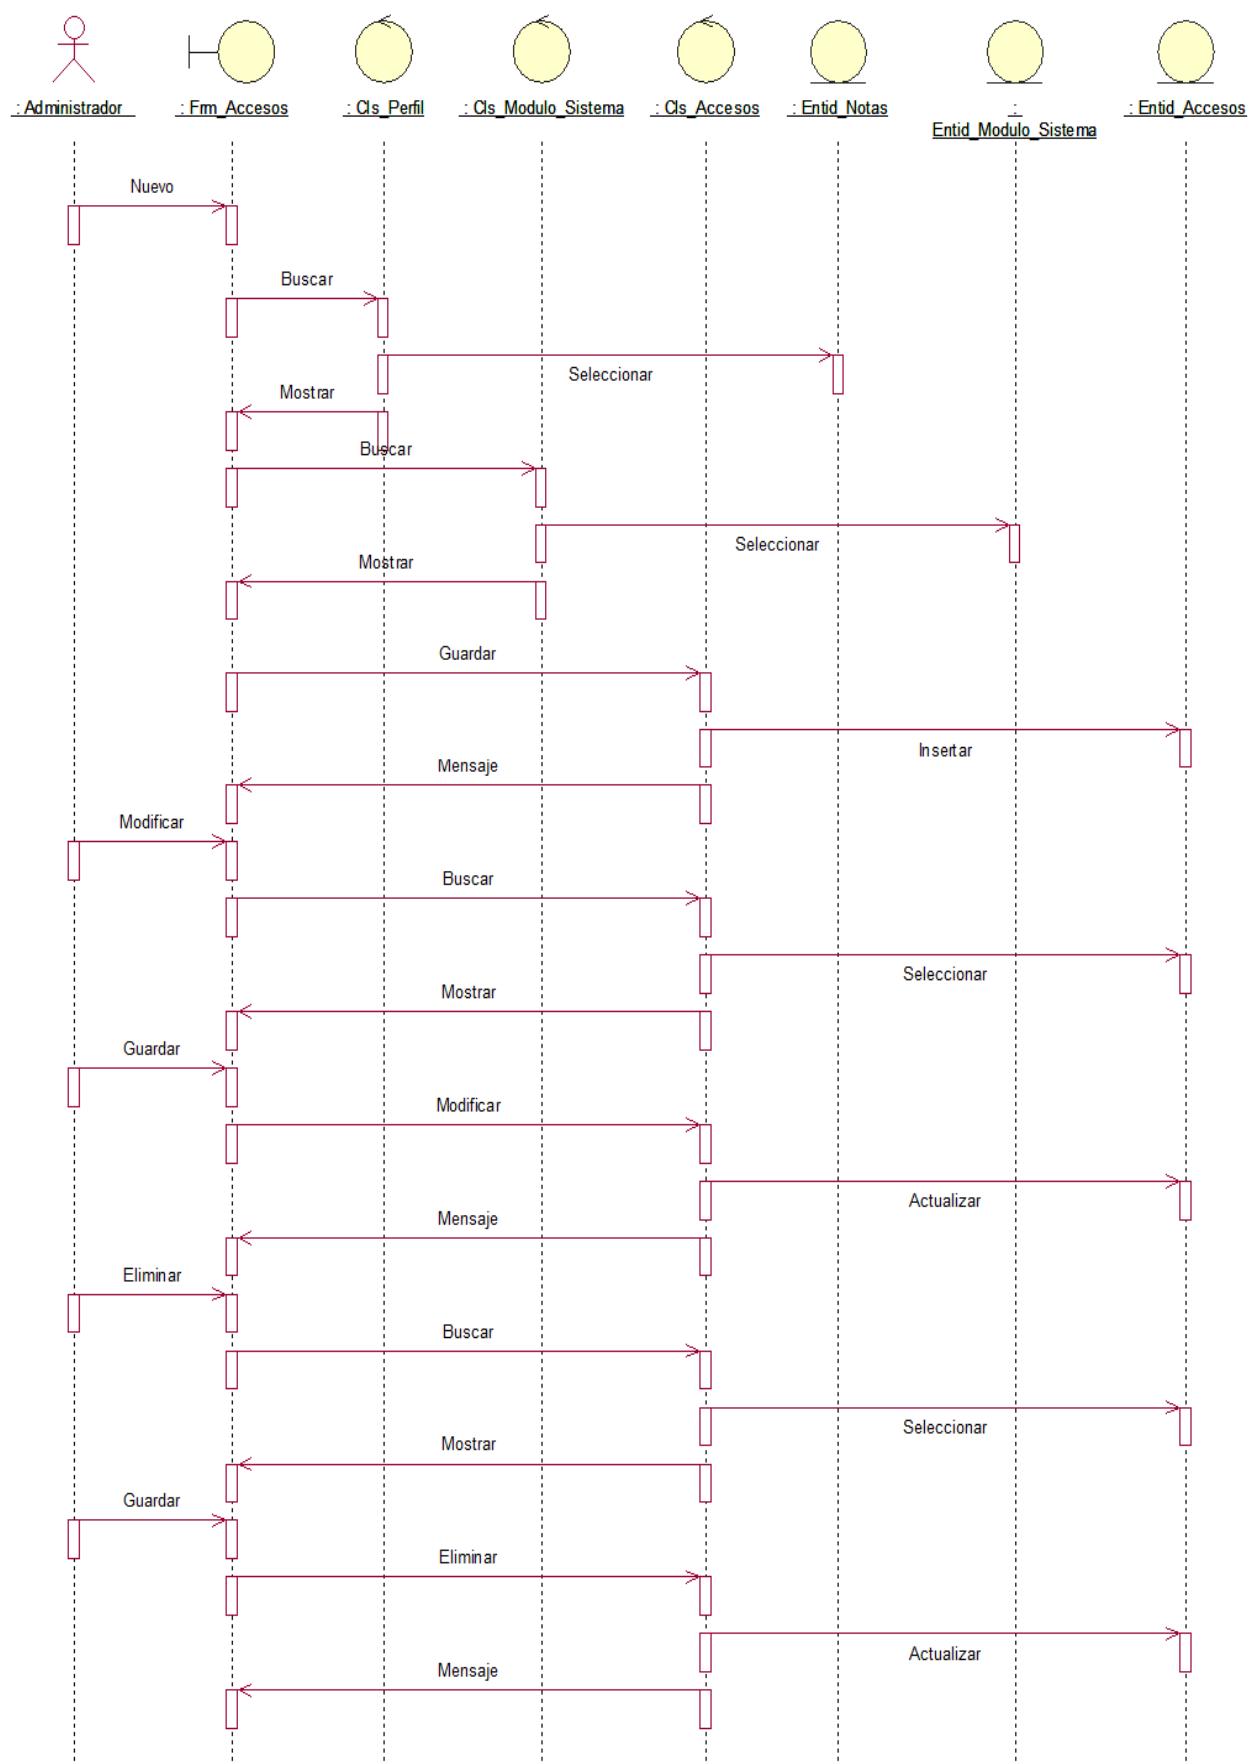 : Administrador
: Frm_Accesos
: Cls_Perfil
: Cls_Modulo_Sistema
: Cls_Accesos
: Entid_Notas
:
Entid_Modulo_Sistema
: Entid_Accesos
Nuevo
Buscar
Seleccionar
Mostrar
Buscar
Seleccionar
Mostrar
Guardar
Insertar
Mensaje
Modificar
Buscar
Seleccionar
Mostrar
Guardar
Modificar
Actualizar
Mensaje
Eliminar
Buscar
Seleccionar
Mostrar
Guardar
Eliminar
Actualizar
Mensaje